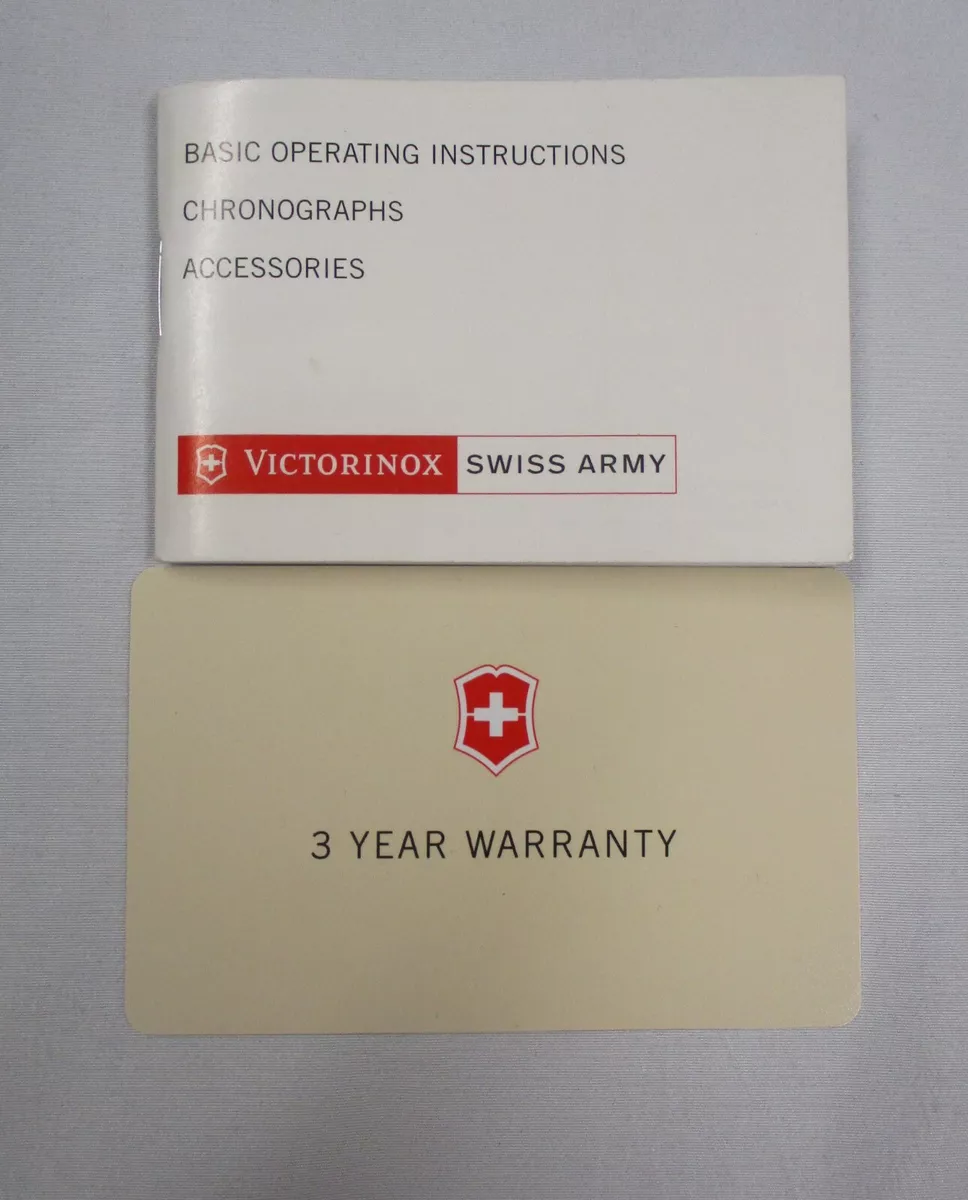 BASIC OPERATING INSTRUCTIONS
CHRONOGRAPHS
ACCESSORIES
VICTORINOX SWISS ARMY
3 YEAR WARRANTY